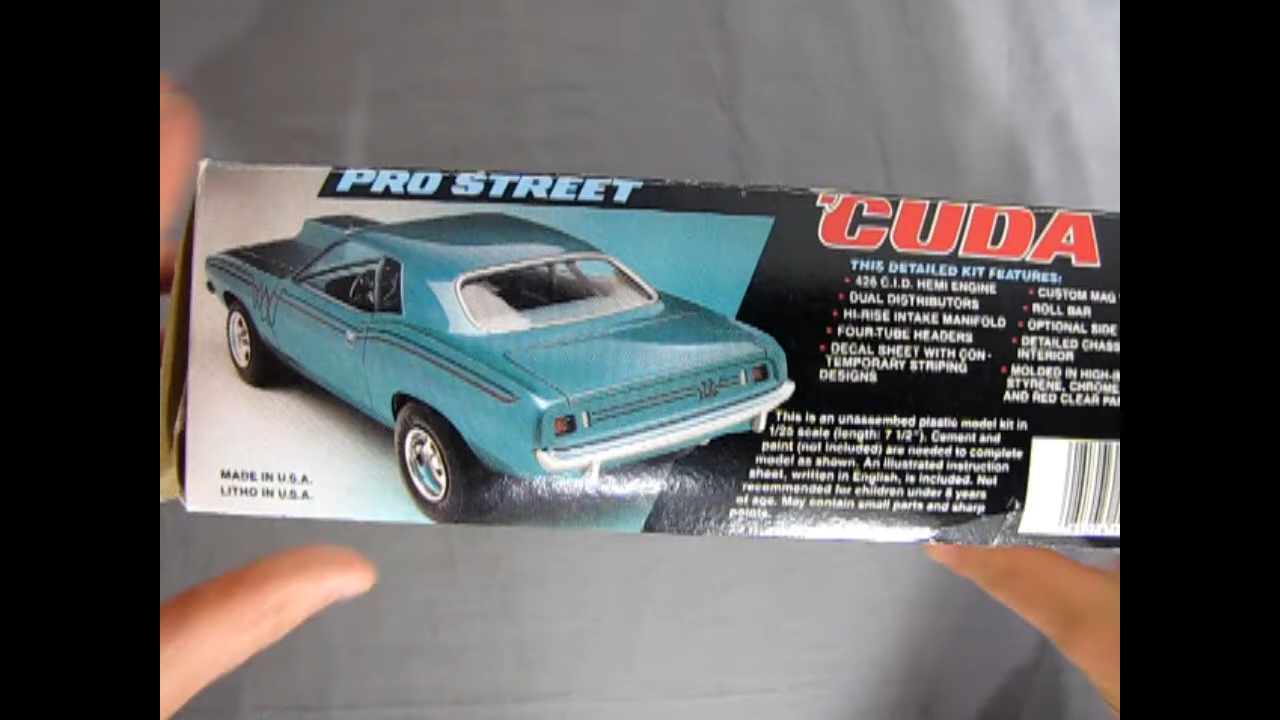 PRO STREET
'CUDA
THIS DETAILED KIT FEATURES:
• 426 C.I.D. HEMI ENGINE
• DUAL DISTRIBUTORS
• HI-RISE INTAKE MANIFOLD
• FOUR-TUBE HEADERS
• DECAL SHEET WITH CON-
TEMPORARY STRIPING
DESIGNS
• CUSTOM MAG
• ROLL BAR
• OPTIONAL SIDE
• DETAILED CHASS
INTERIOR
• MOLDED IN HIGH-
STYRENE, CHROME
AND RED CLEAR
This is an unassembed plastic model kit in
1/25 scale (length: 7 1/2"). Cement and
paint (not included) are needed to complete
model as shown. An illustrated instruction
sheet, written in English, is included. Not
recommended for children under 8 years
of age. May contain small parts and sharp
points.
MADE IN U.S.A.
LITHO IN U.S.A.